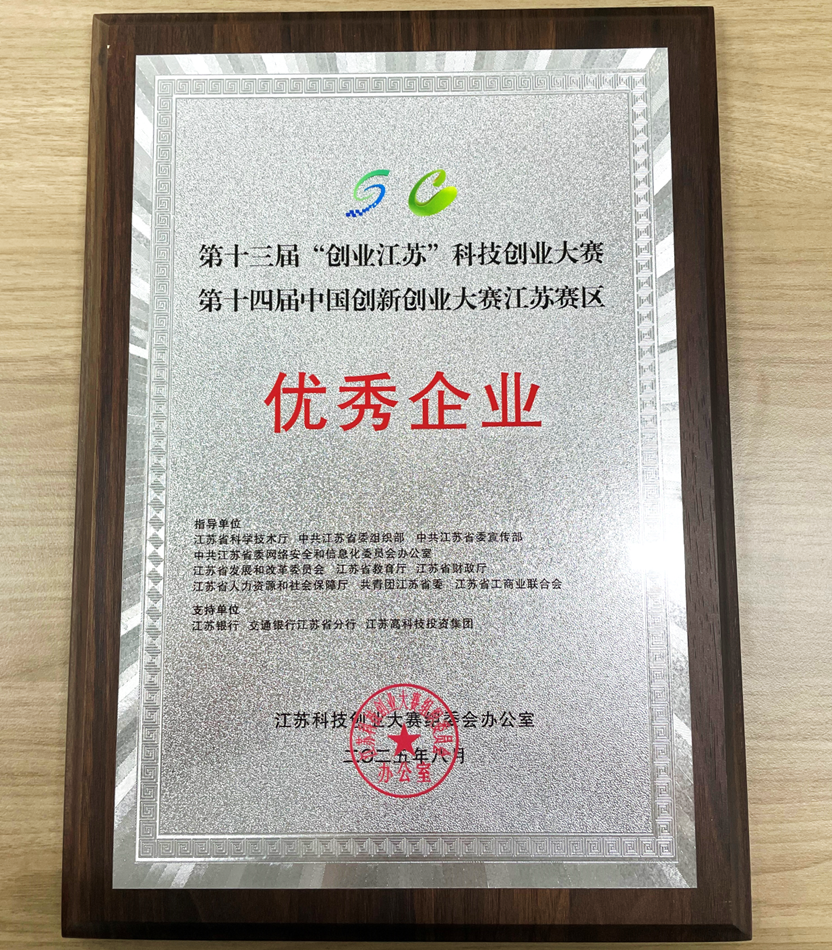 第十三届“创业江苏”科技创业大赛
第十四届中国创新创业大赛江苏赛区
优秀企业
指导单位
江苏省科学技术厅 中共江苏省委组织部 中共江苏省委宣传部
中共江苏省委网络安全和信息化委员会办公室
江苏省发展和改革委员会 江苏省教育厅 江苏省财政厅
江苏省人力资源和社会保障厅 共青团江苏省委 江苏省工商业联合会
支持单位
江苏银行 交通银行江苏省分行 江苏高科技投资集团
江苏科技创业大赛组委会办公室
二〇二五年八月
办公室